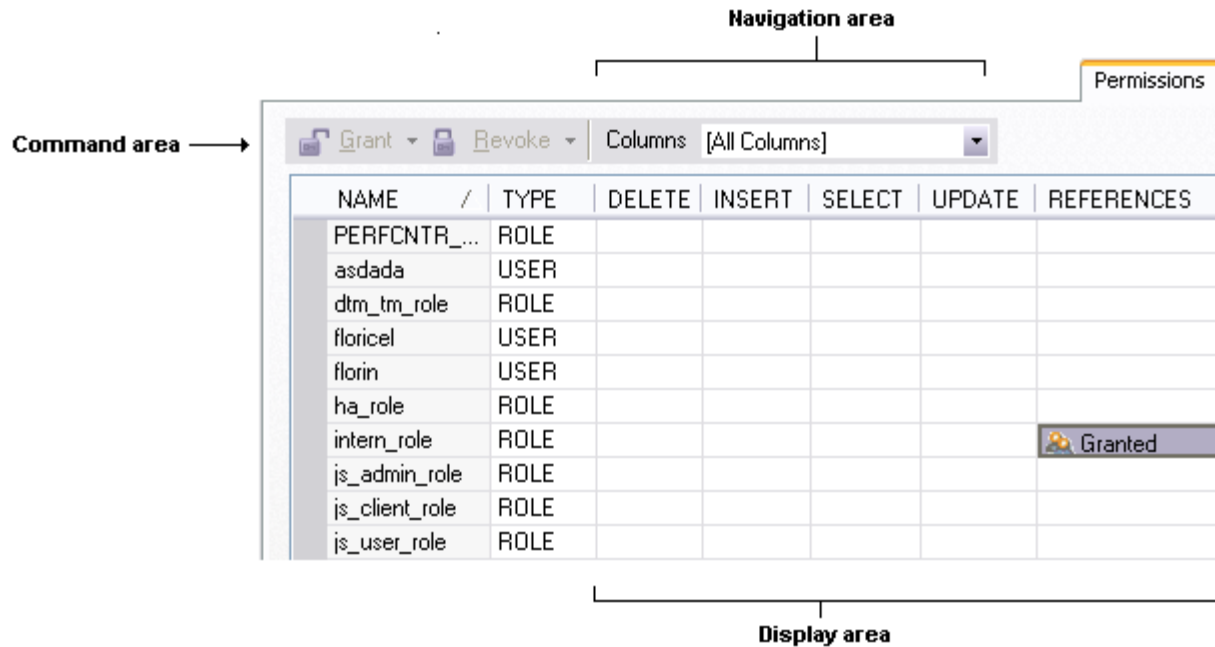 Navigation area
Permissions
Command area
Grant Revoke Columns [All Columns]
NAME / TYPE DELETE INSERT SELECT UPDATE REFERENCES
PERFCNTR_... ROLE
asdada USER
dtm_tm_role ROLE
floricel USER
florin USER
ha_role ROLE
intern_role ROLE Granted
js_admin_role ROLE
js_client_role ROLE
js_user_role ROLE
Display area